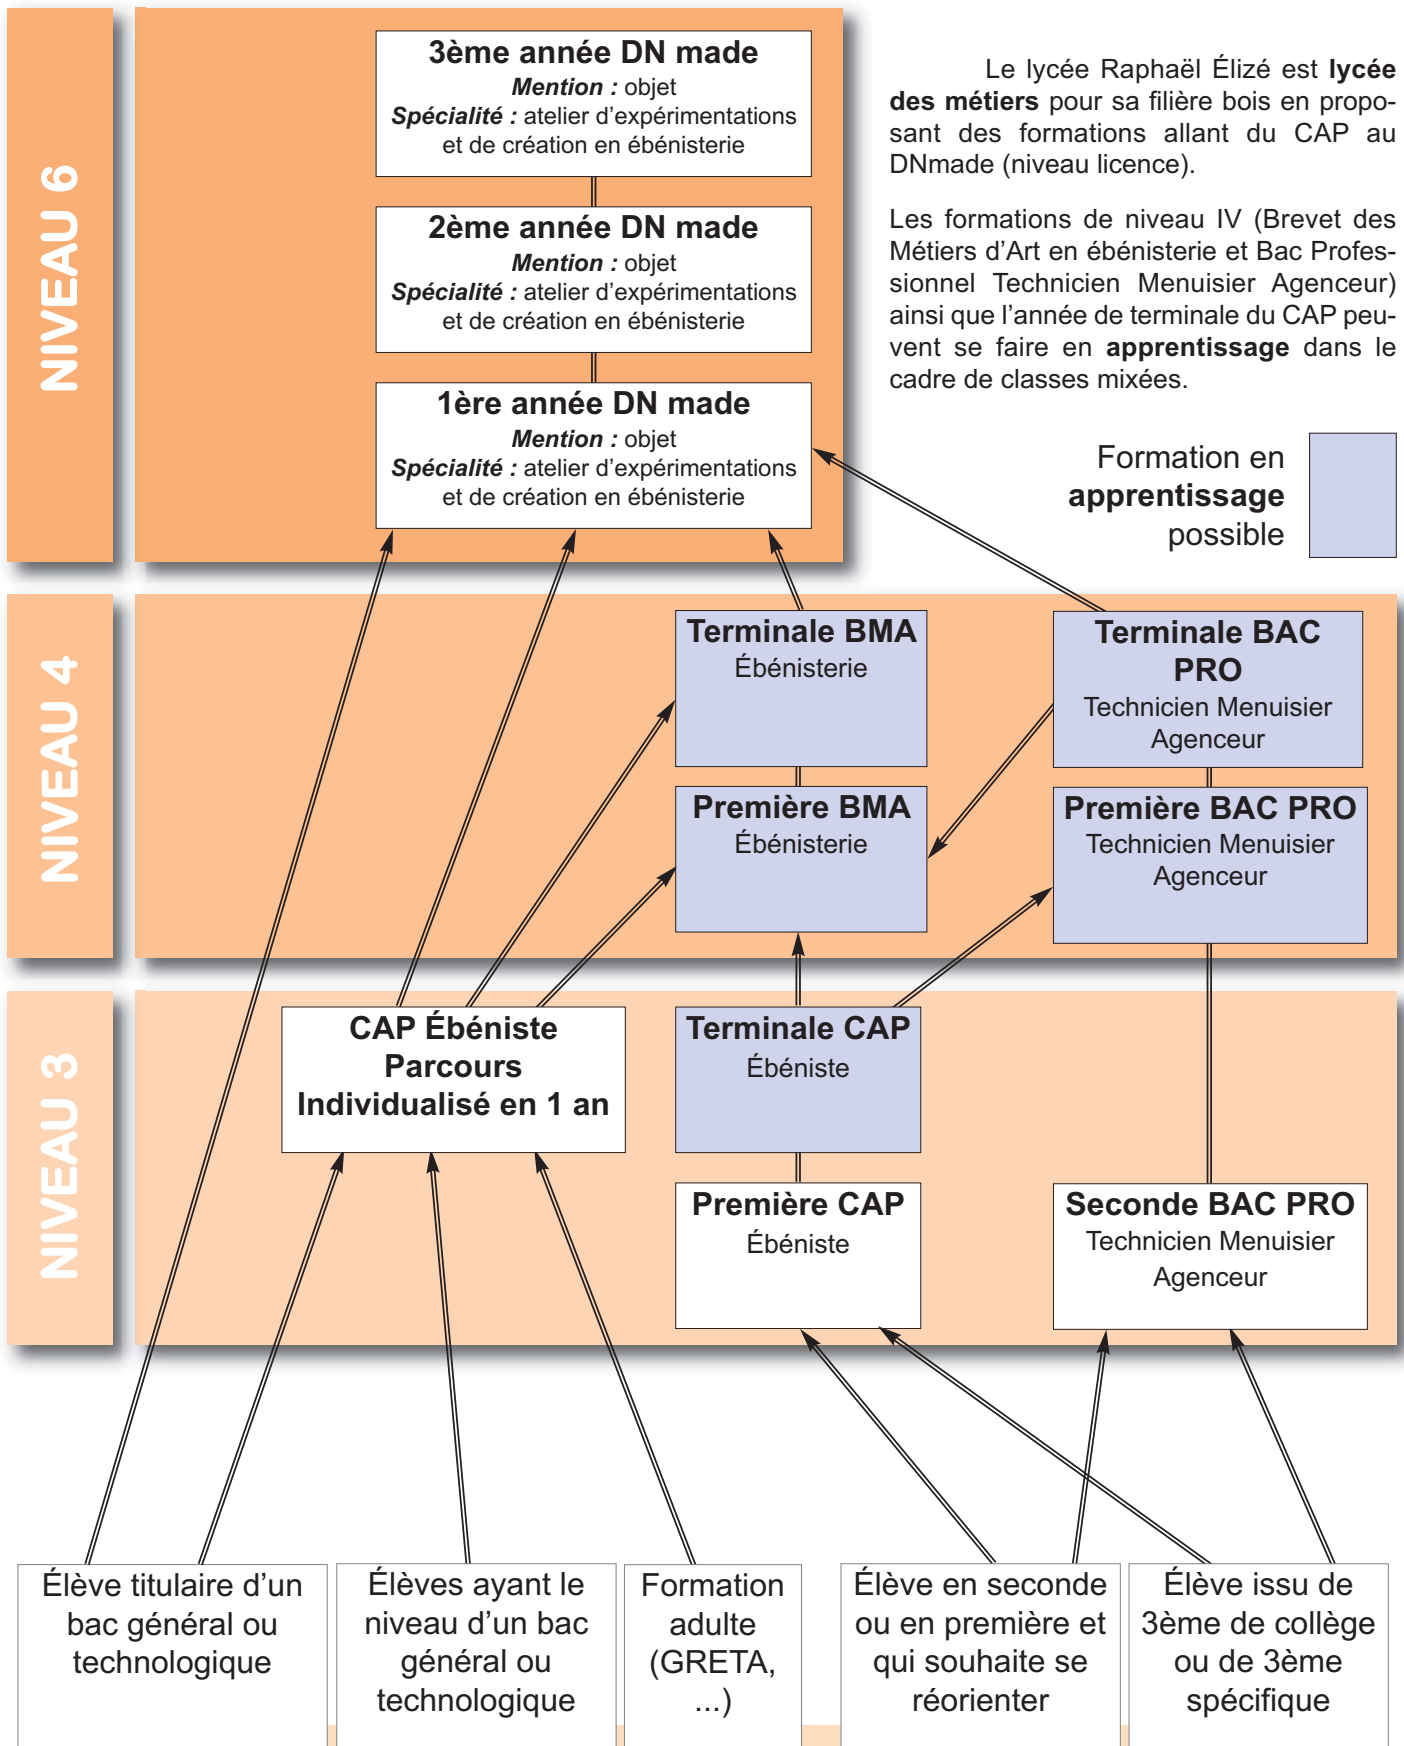 NIVEAU 6
3ème année DN made
Mention : objet
Spécialité : atelier d'expérimentations
et de création en ébénisterie
2ème année DN made
Mention : objet
Spécialité : atelier d'expérimentations
et de création en ébénisterie
1ère année DN made
Mention : objet
Spécialité : atelier d'expérimentations
et de création en ébénisterie
Le lycée Raphaël Élizé est lycée
des métiers pour sa filière bois en propo-
sant des formations allant du CAP au
DNmade (niveau licence).
Les formations de niveau IV (Brevet des
Métiers d'Art en ébénisterie et Bac Profes-
sionnel Technicien Menuisier Agenceur)
ainsi que l'année de terminale du CAP peu-
vent se faire en apprentissage dans le
cadre de classes mixées.
Formation en
apprentissage
possible
NIVEAU 4
Terminale BMA
Ébénisterie
Terminale BAC
PRO
Technicien Menuisier
Agenceur
Première BMA
Ébénisterie
Première BAC PRO
Technicien Menuisier
Agenceur
NIVEAU 3
CAP Ébéniste
Parcours
Individualisé en 1 an
Terminale CAP
Ébéniste
Première CAP
Ébéniste
Seconde BAC PRO
Technicien Menuisier
Agenceur
Élève titulaire d'un
bac général ou
technologique
Élèves ayant le
niveau d'un bac
général ou
technologique
Formation
adulte
(GRETA,
...)
Élève en seconde
ou en première et
qui souhaite se
réorienter
Élève issu de
3ème de collège
ou de 3ème
spécifique